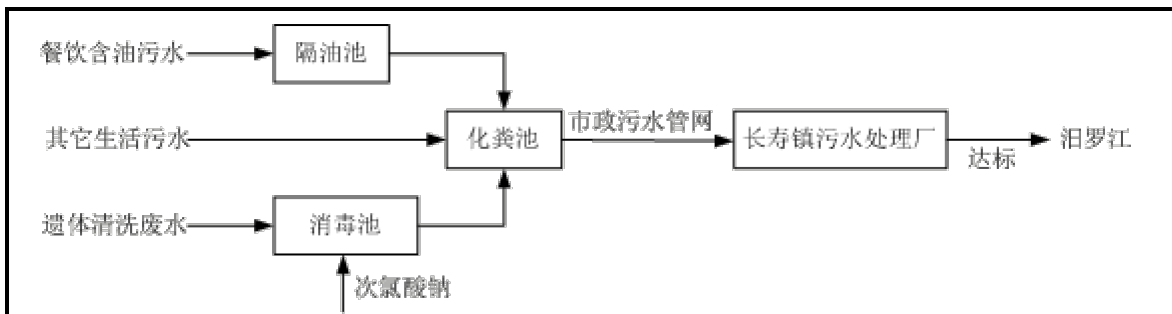 餐饮含油污水
隔油池
其它生活污水
化粪池
市政污水管网
长寿镇污水处理厂
达标
汨罗江
遗体清洗废水
消毒池
次氯酸钠